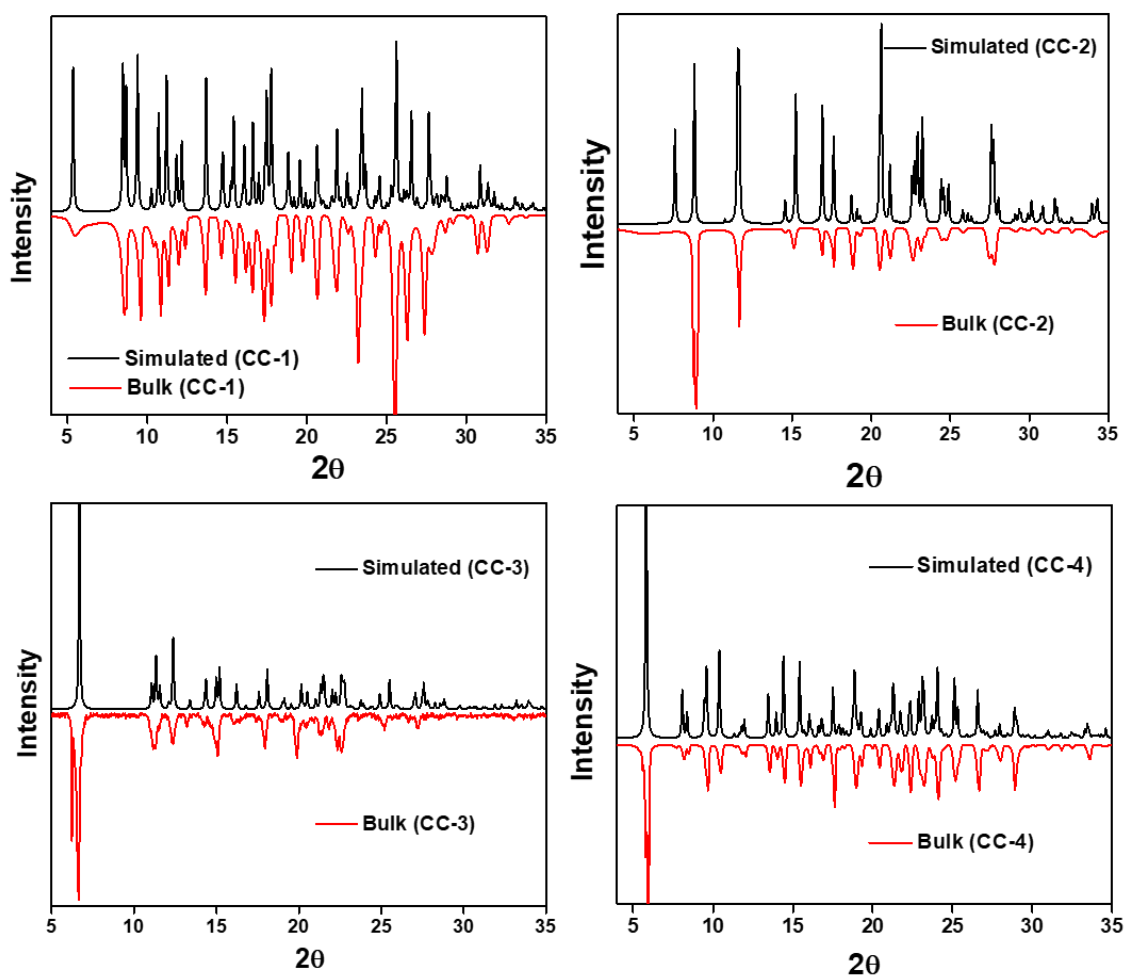 Intensity
Simulated (CC-1)
Bulk (CC-1)
5 10 15 20 25 30 35
2θ
Intensity
Simulated (CC-2)
Bulk (CC-2)
5 10 15 20 25 30 35
2θ
Intensity
Simulated (CC-3)
Bulk (CC-3)
5 10 15 20 25 30 35
2θ
Intensity
Simulated (CC-4)
Bulk (CC-4)
5 10 15 20 25 30 35
2θ